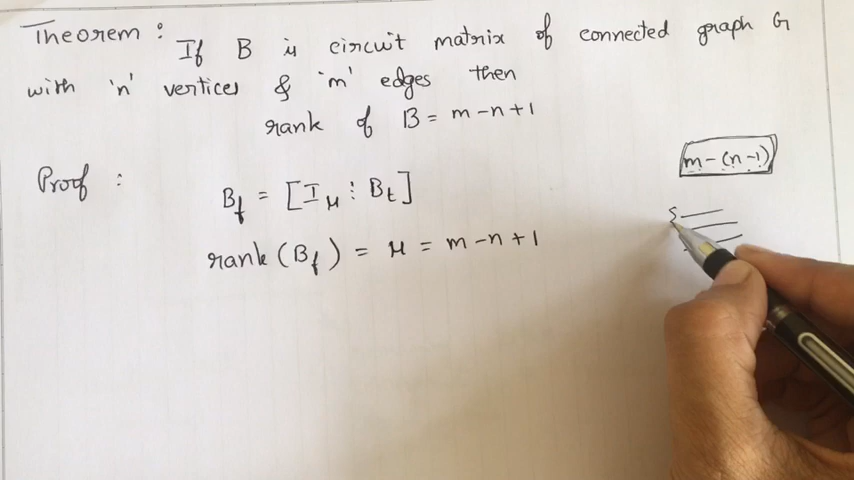 Theorem : If B is circuit matrix of connected graph G
with 'n' vertices & 'm' edges then
rank of B = m-n+1
m-(n-1)
Proof :
B_f = [I_μ ⋮ B_t]
rank (B_f) = μ = m-n+1